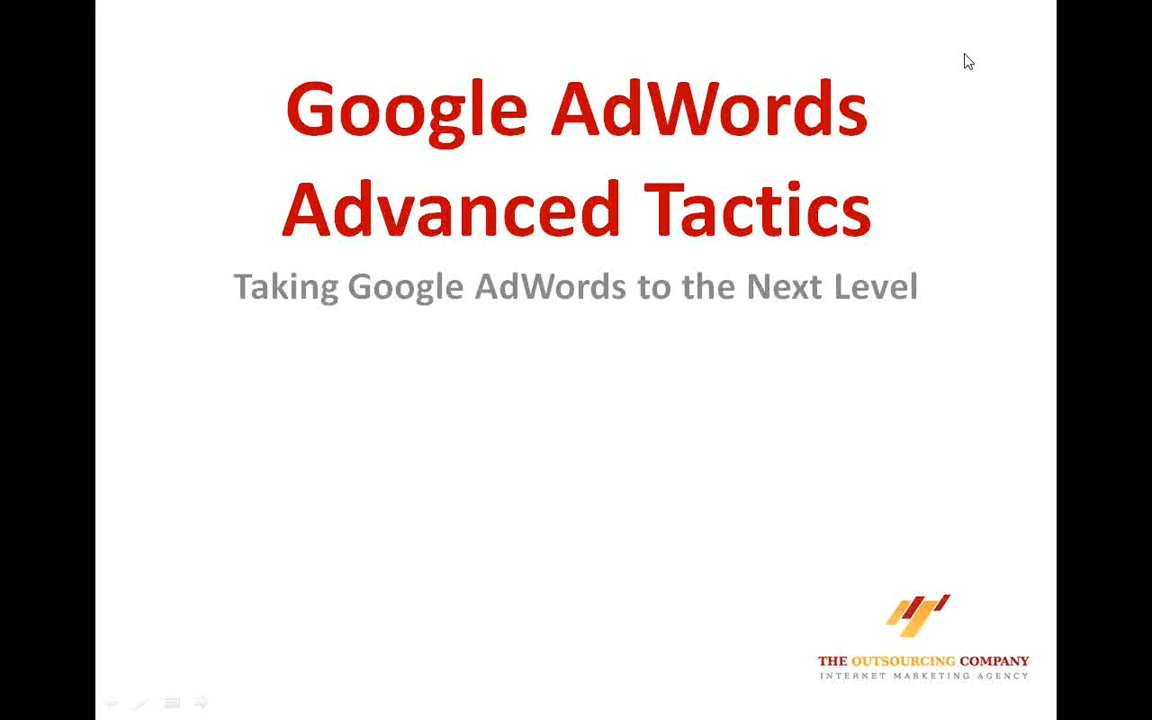 Google AdWords
Advanced Tactics
Taking Google AdWords to the Next Level
THE OUTSOURCING COMPANY
INTERNET MARKETING AGENCY